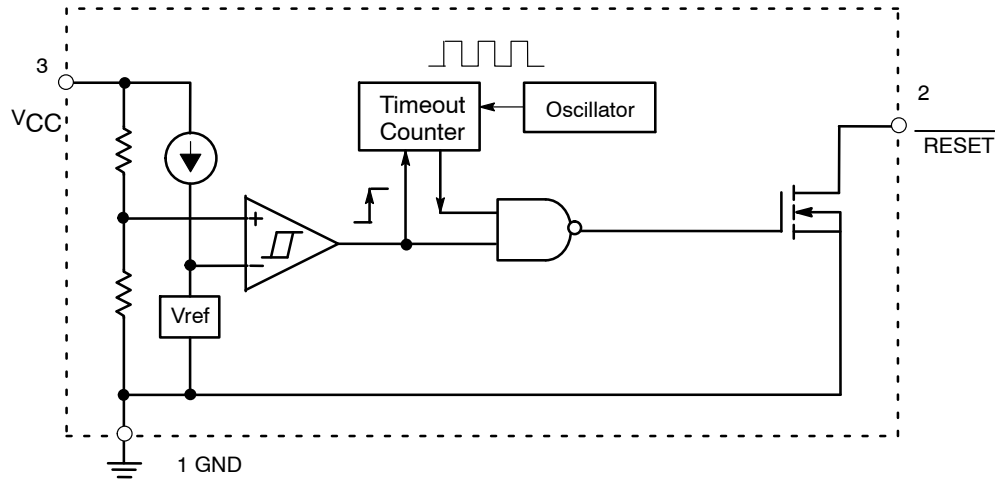 3
VCC
Timeout
Counter
Oscillator
2
RESET
+
−
Vref
1 GND